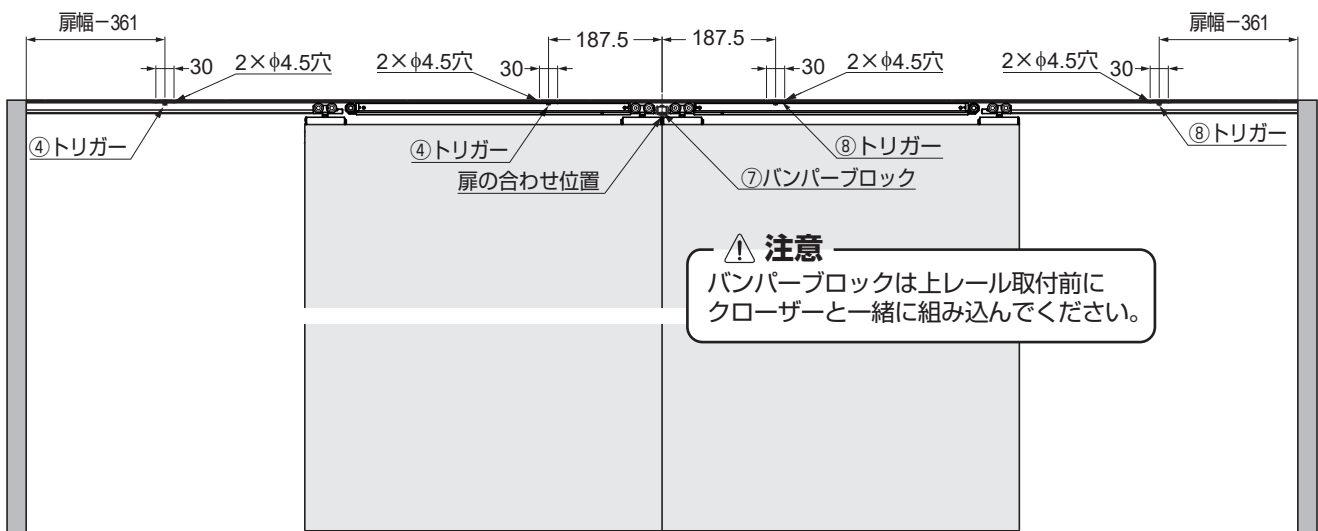 扉幅−361
187.5
187.5
扉幅−361
30
2×φ4.5穴
2×φ4.5穴
30
30
2×φ4.5穴
2×φ4.5穴
30
④トリガー
④トリガー
⑧トリガー
⑧トリガー
扉の合わせ位置
⑦バンパーブロック
注意
バンパーブロックは上レール取付前に
クローザーと一緒に組み込んでください。